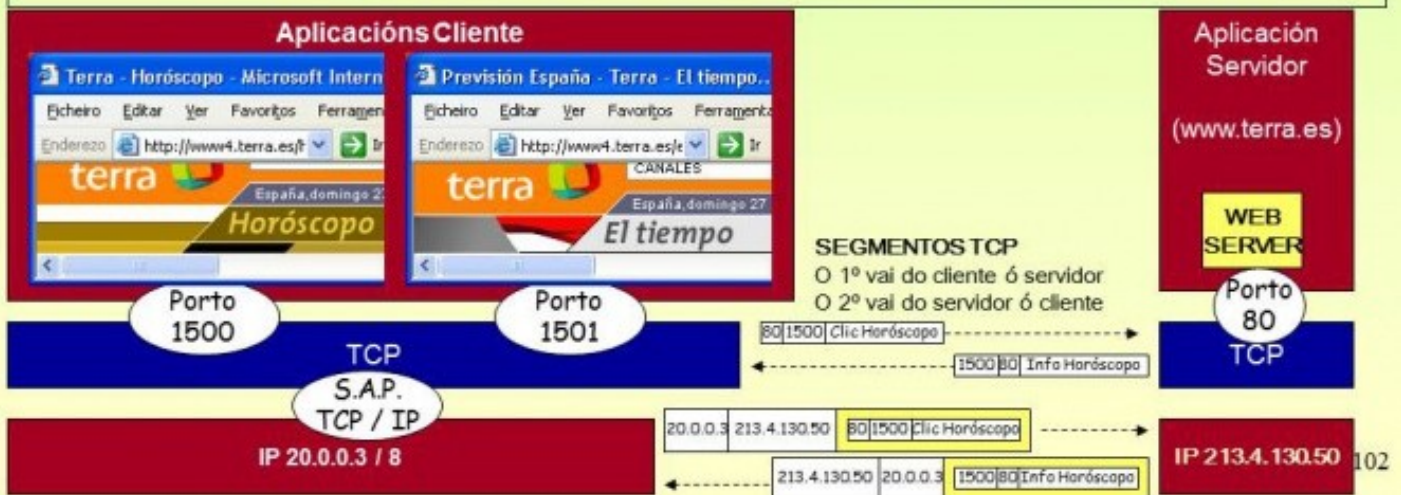 Aplicacións Cliente
Terra - Horóscopo - Microsoft Intern
Ficheiro Editar Ver Favoritos Ferramen
Enderezo http://www4.terra.es/h Ir
terra
España, domingo 27
Horóscopo
Previsión España - Terra - El tiempo..
Ficheiro Editar Ver Favoritos Ferramenta
Enderezo http://www4.terra.es/e Ir
CANALES
terra
España, domingo 27
El tiempo
Aplicación
Servidor
(www.terra.es)
WEB
SERVER
SEGMENTOS TCP
O 1º vai do cliente ó servidor
O 2º vai do servidor ó cliente
Porto
1500
Porto
1501
Porto
80
TCP
80 1500 Clic Horóscopo
1500 80 Info Horóscopo
TCP
S.A.P.
TCP / IP
IP 20.0.0.3 / 8
20.0.0.3 213.4.130.50 80 1500 Clic Horóscopo
213.4.130.50 20.0.0.3 1500 80 Info Horóscopo
IP 213.4.130.50
102